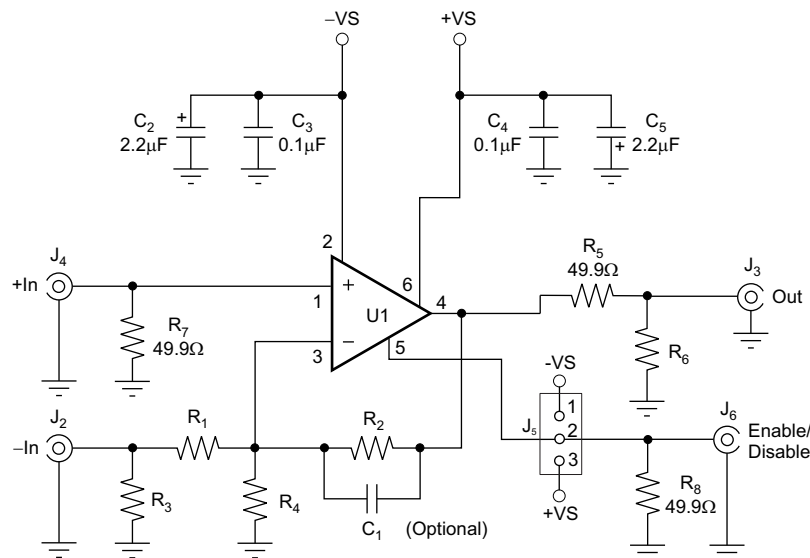 −VS
+VS
C2
2.2μF
+
C3
0.1μF
C4
0.1μF
C5
+ 2.2μF
J4
+In
R7
49.9Ω
2
1
+
U1
6
4
3
−
5
R5
49.9Ω
J3
Out
R6
J2
−In
R1
R3
R4
R2
C1 (Optional)
-VS
J5
1
2
3
+VS
J6
Enable/
Disable
R8
49.9Ω